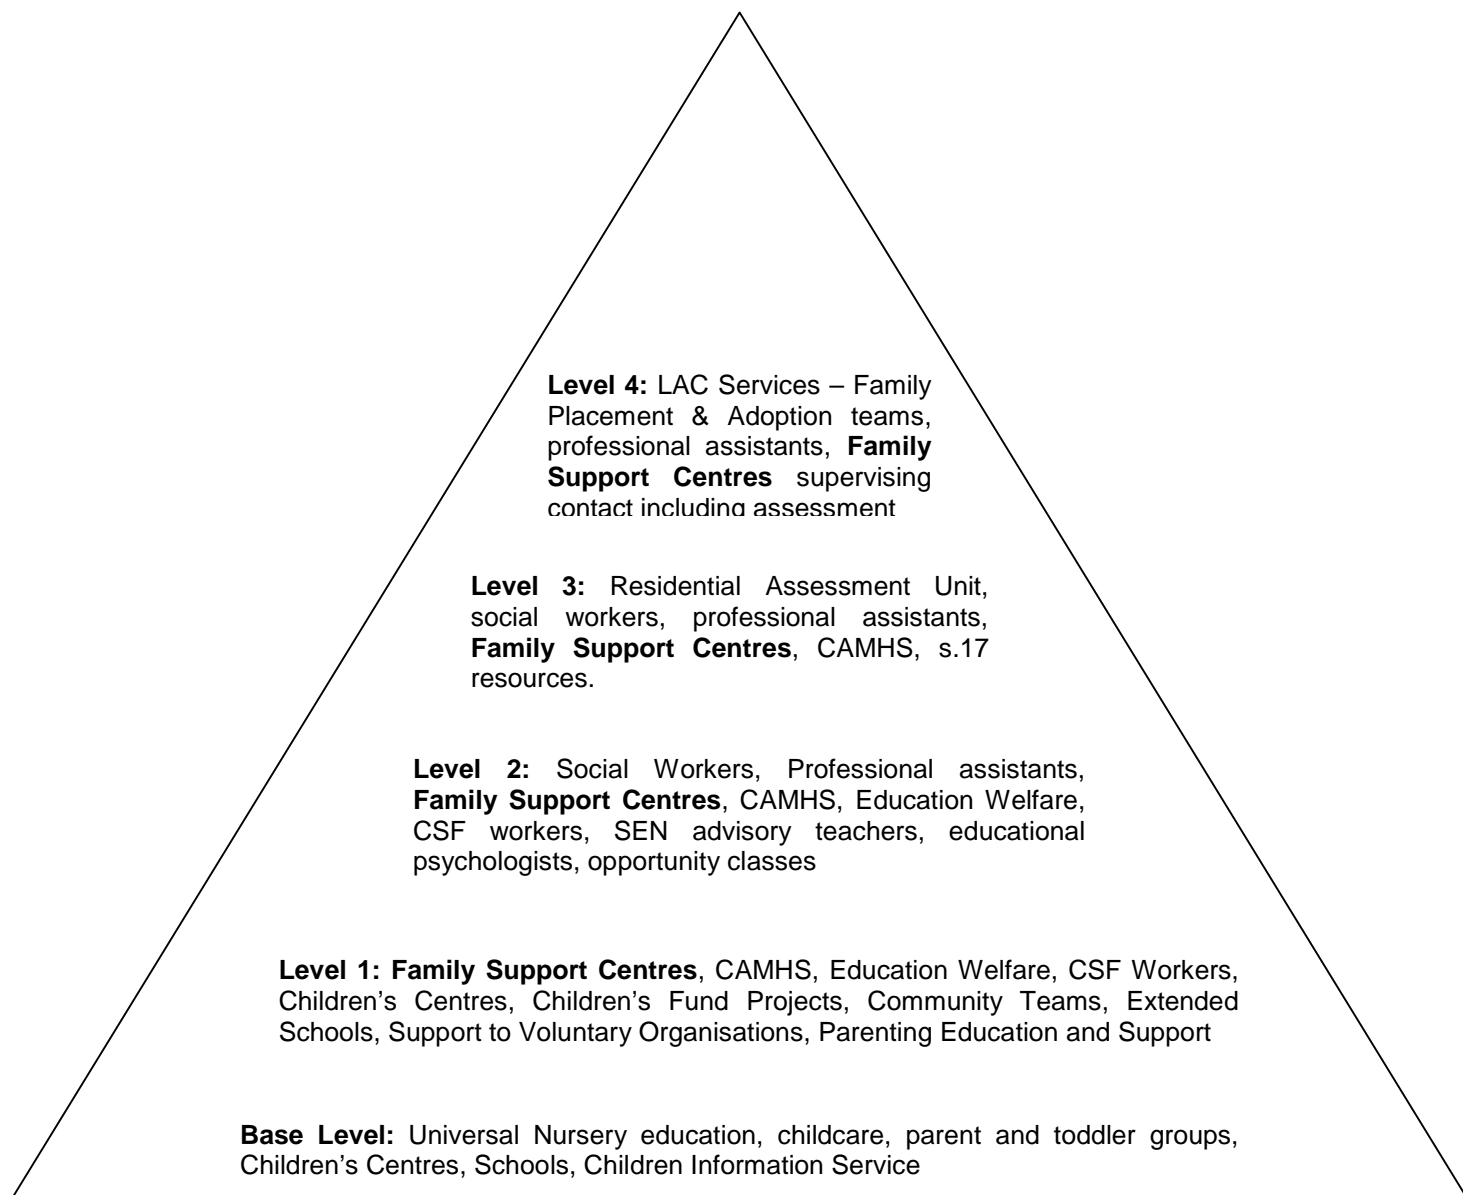 Level 4: LAC Services – Family
Placement & Adoption teams,
professional assistants, Family
Support Centres supervising
contact including assessment
Level 3: Residential Assessment Unit,
social workers, professional assistants,
Family Support Centres, CAMHS, s.17
resources.
Level 2: Social Workers, Professional assistants,
Family Support Centres, CAMHS, Education Welfare,
CSF workers, SEN advisory teachers, educational
psychologists, opportunity classes
Level 1: Family Support Centres, CAMHS, Education Welfare, CSF Workers,
Children’s Centres, Children’s Fund Projects, Community Teams, Extended
Schools, Support to Voluntary Organisations, Parenting Education and Support
Base Level: Universal Nursery education, childcare, parent and toddler groups,
Children’s Centres, Schools, Children Information Service